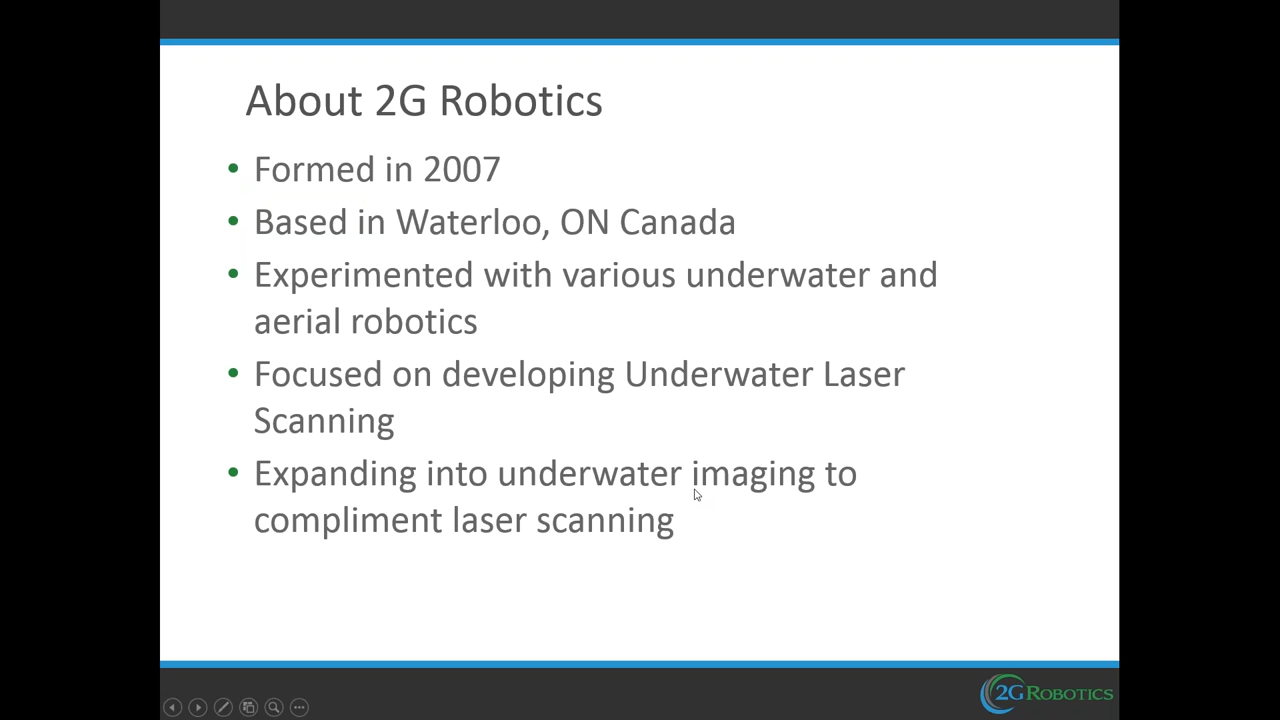 About 2G Robotics
• Formed in 2007
• Based in Waterloo, ON Canada
• Experimented with various underwater and
aerial robotics
• Focused on developing Underwater Laser
Scanning
• Expanding into underwater imaging to
compliment laser scanning
2G ROBOTICS